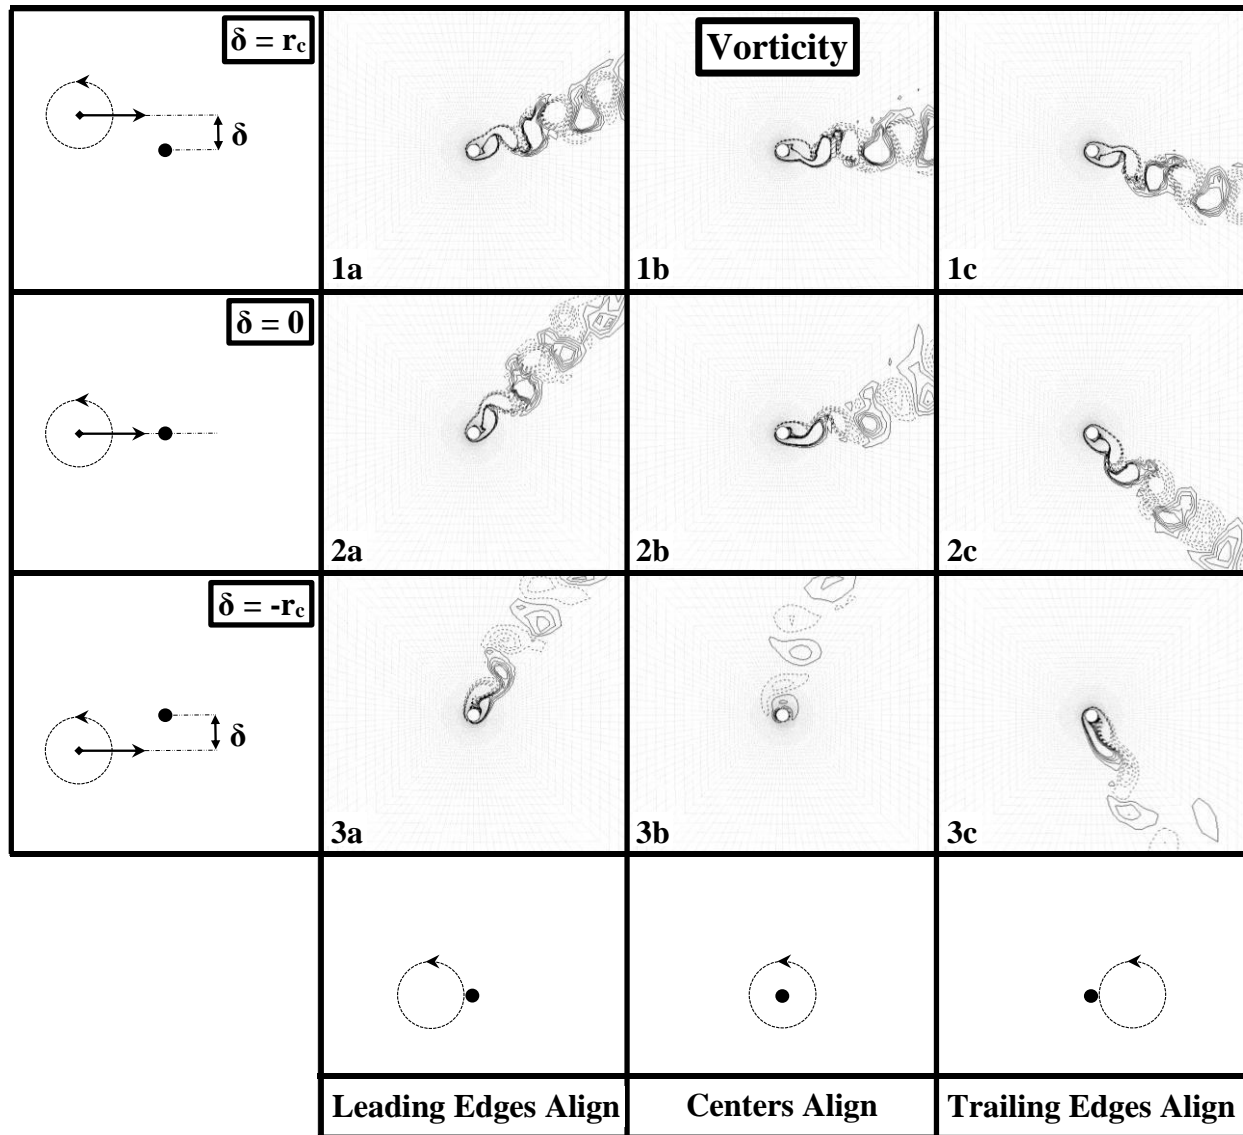 δ = rc
Vorticity
δ
1a
1b
1c
δ = 0
2a
2b
2c
δ = -rc
δ
3a
3b
3c
Leading Edges Align
Centers Align
Trailing Edges Align